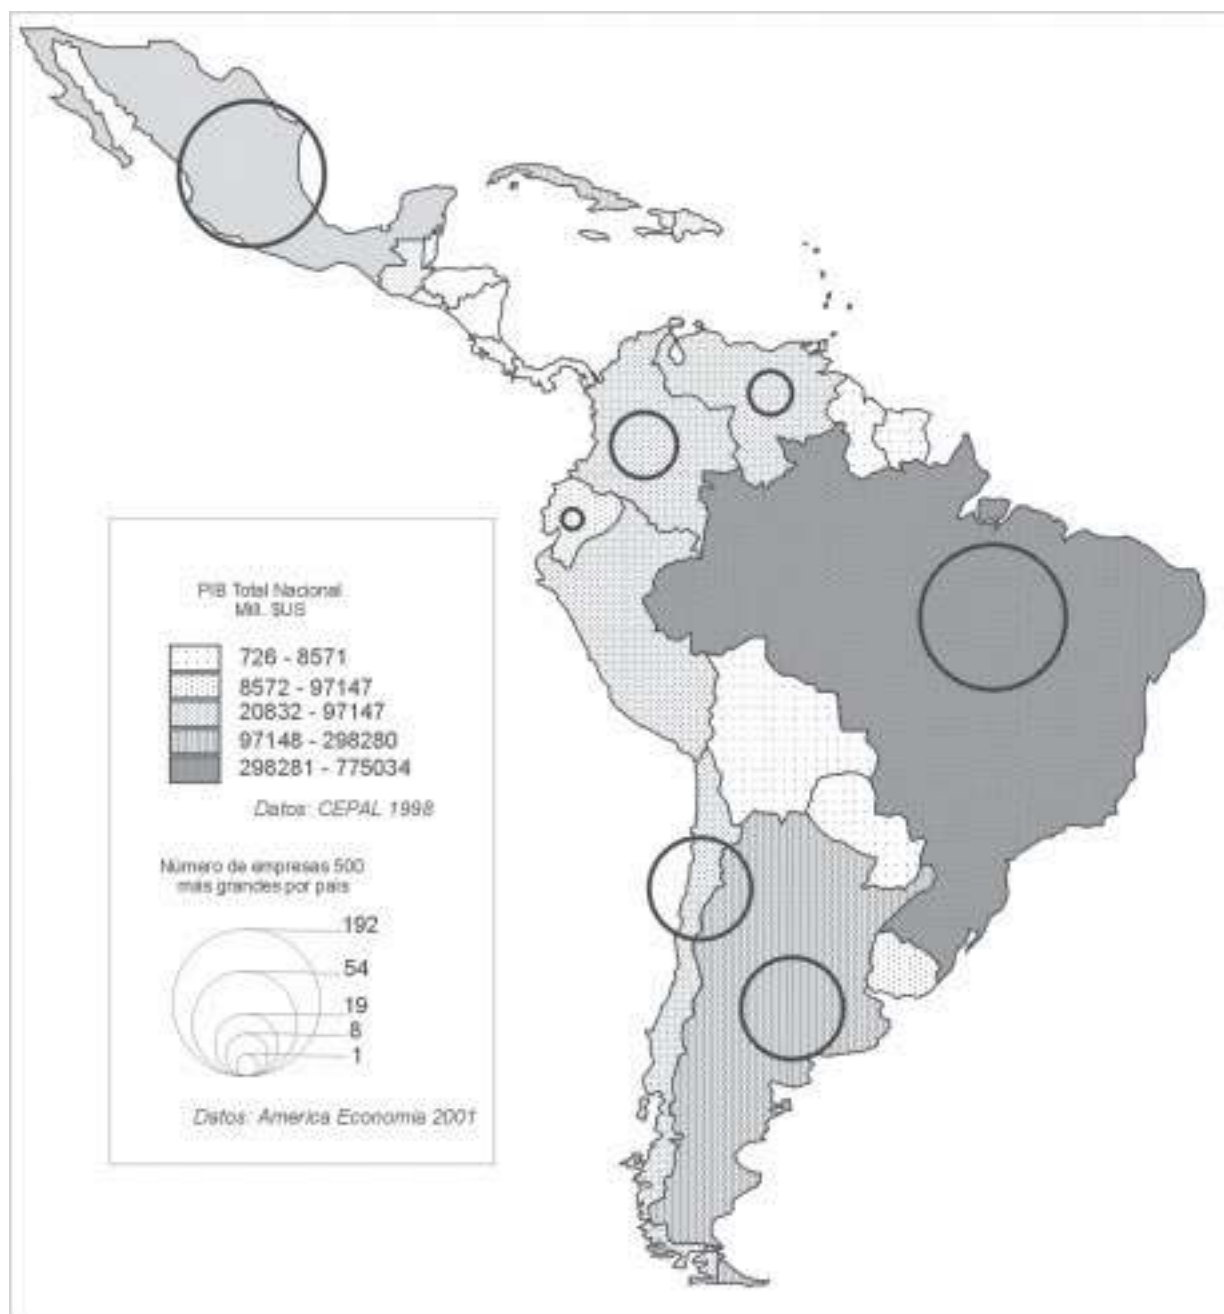 PIB Total Nacional
Mill. $US
726 - 8571
8572 - 97147
20832 - 97147
97148 - 298280
298281 - 775034
Datos: CEPAL 1998
Número de empresas 500
más grandes por país
192
54
19
8
1
Datos: America Economia 2001